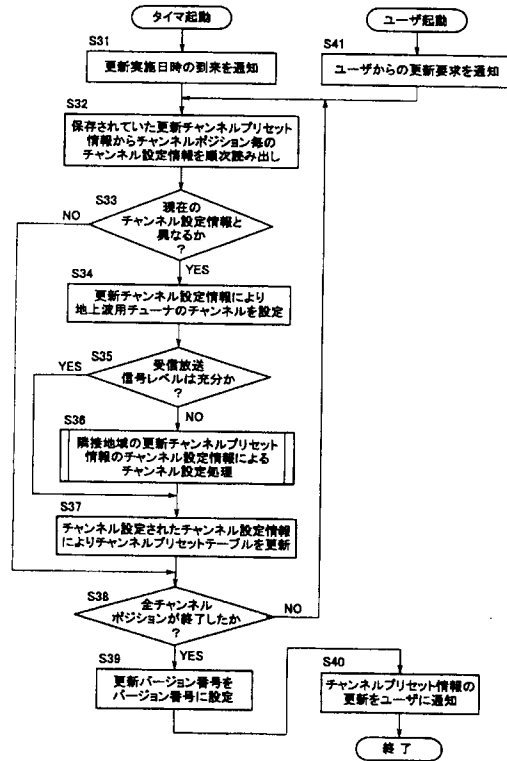 タイマ起動
ユーザ起動
S31
更新実施日時の到来を通知
S41
ユーザからの更新要求を通知
S32
保存されていた更新チャンネルプリセット
情報からチャンネルポジション毎の
チャンネル設定情報を順次読み出し
S33
現在の
チャンネル設定情報と
異なるか
?
NO
YES
S34
更新チャンネル設定情報により
地上波用チューナのチャンネルを設定
S35
受信放送
信号レベルは充分か
?
YES
NO
S36
隣接地域の更新チャンネルプリセット
情報のチャンネル設定情報による
チャンネル設定処理
S37
チャンネル設定されたチャンネル設定情報
によりチャンネルプリセットテーブルを更新
S38
全チャンネル
ポジションが終了したか
?
NO
YES
S39
更新バージョン番号を
バージョン番号に設定
S40
チャンネルプリセット情報の
更新をユーザに通知
終了